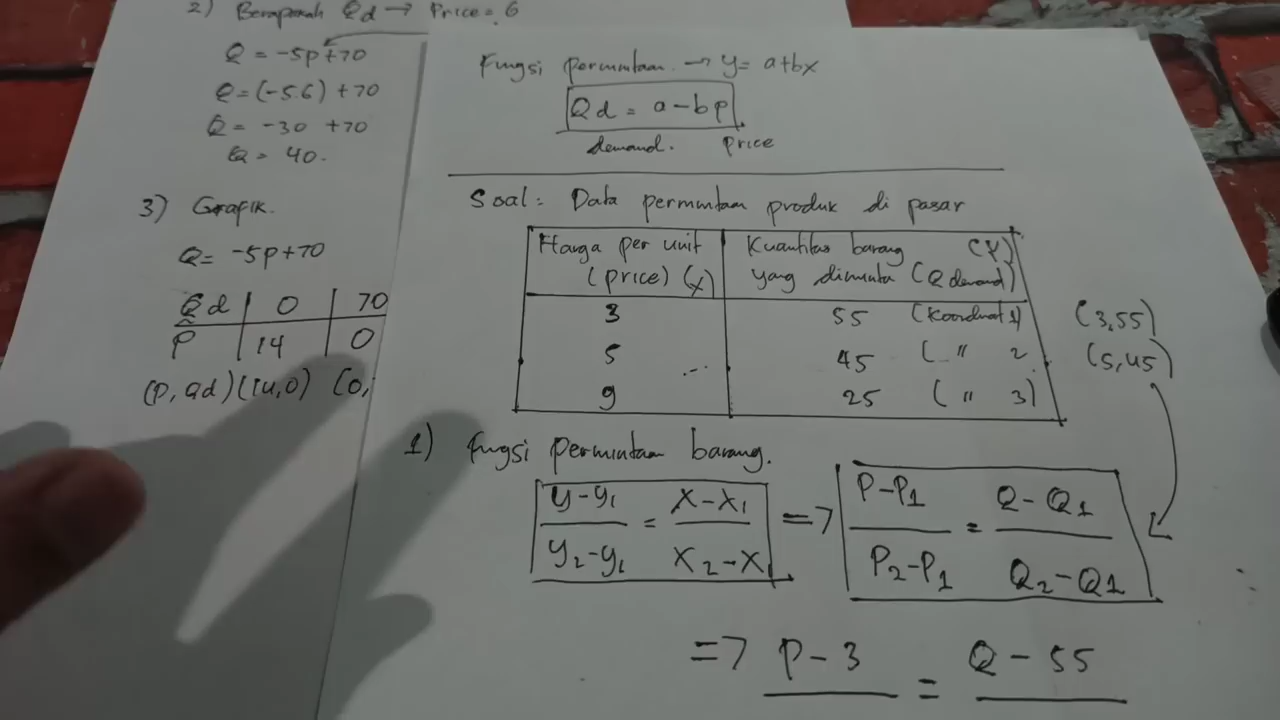 2) Berapakah Qd → Price = 6
Q = -5p+70
Q = (-5.6) +70
Q = -30 +70
Q = 40.
3) Grafik.
Q = -5p+70
Qd | 0 | 70
P | 14 | 0
(P, Qd) (14,0) (0,
Fungsi permintaan → y = a+bx
Qd = a-bp
demand. Price
Soal : Data permintaan produk di pasar
Harga per unit (price) (x)
Kuantitas barang yang diminta (Q demand) (Y)
3 55 (Koordinat 1) (3,55)
5 ... 45 ( " 2 (5,45)
9 25 ( " 3)
1) Fungsi permintaan barang.
y-y1 / y2-y1 = x-x1 / x2-x => P-P1 / P2-P1 = Q-Q1 / Q2-Q1
=> P-3 = Q-55